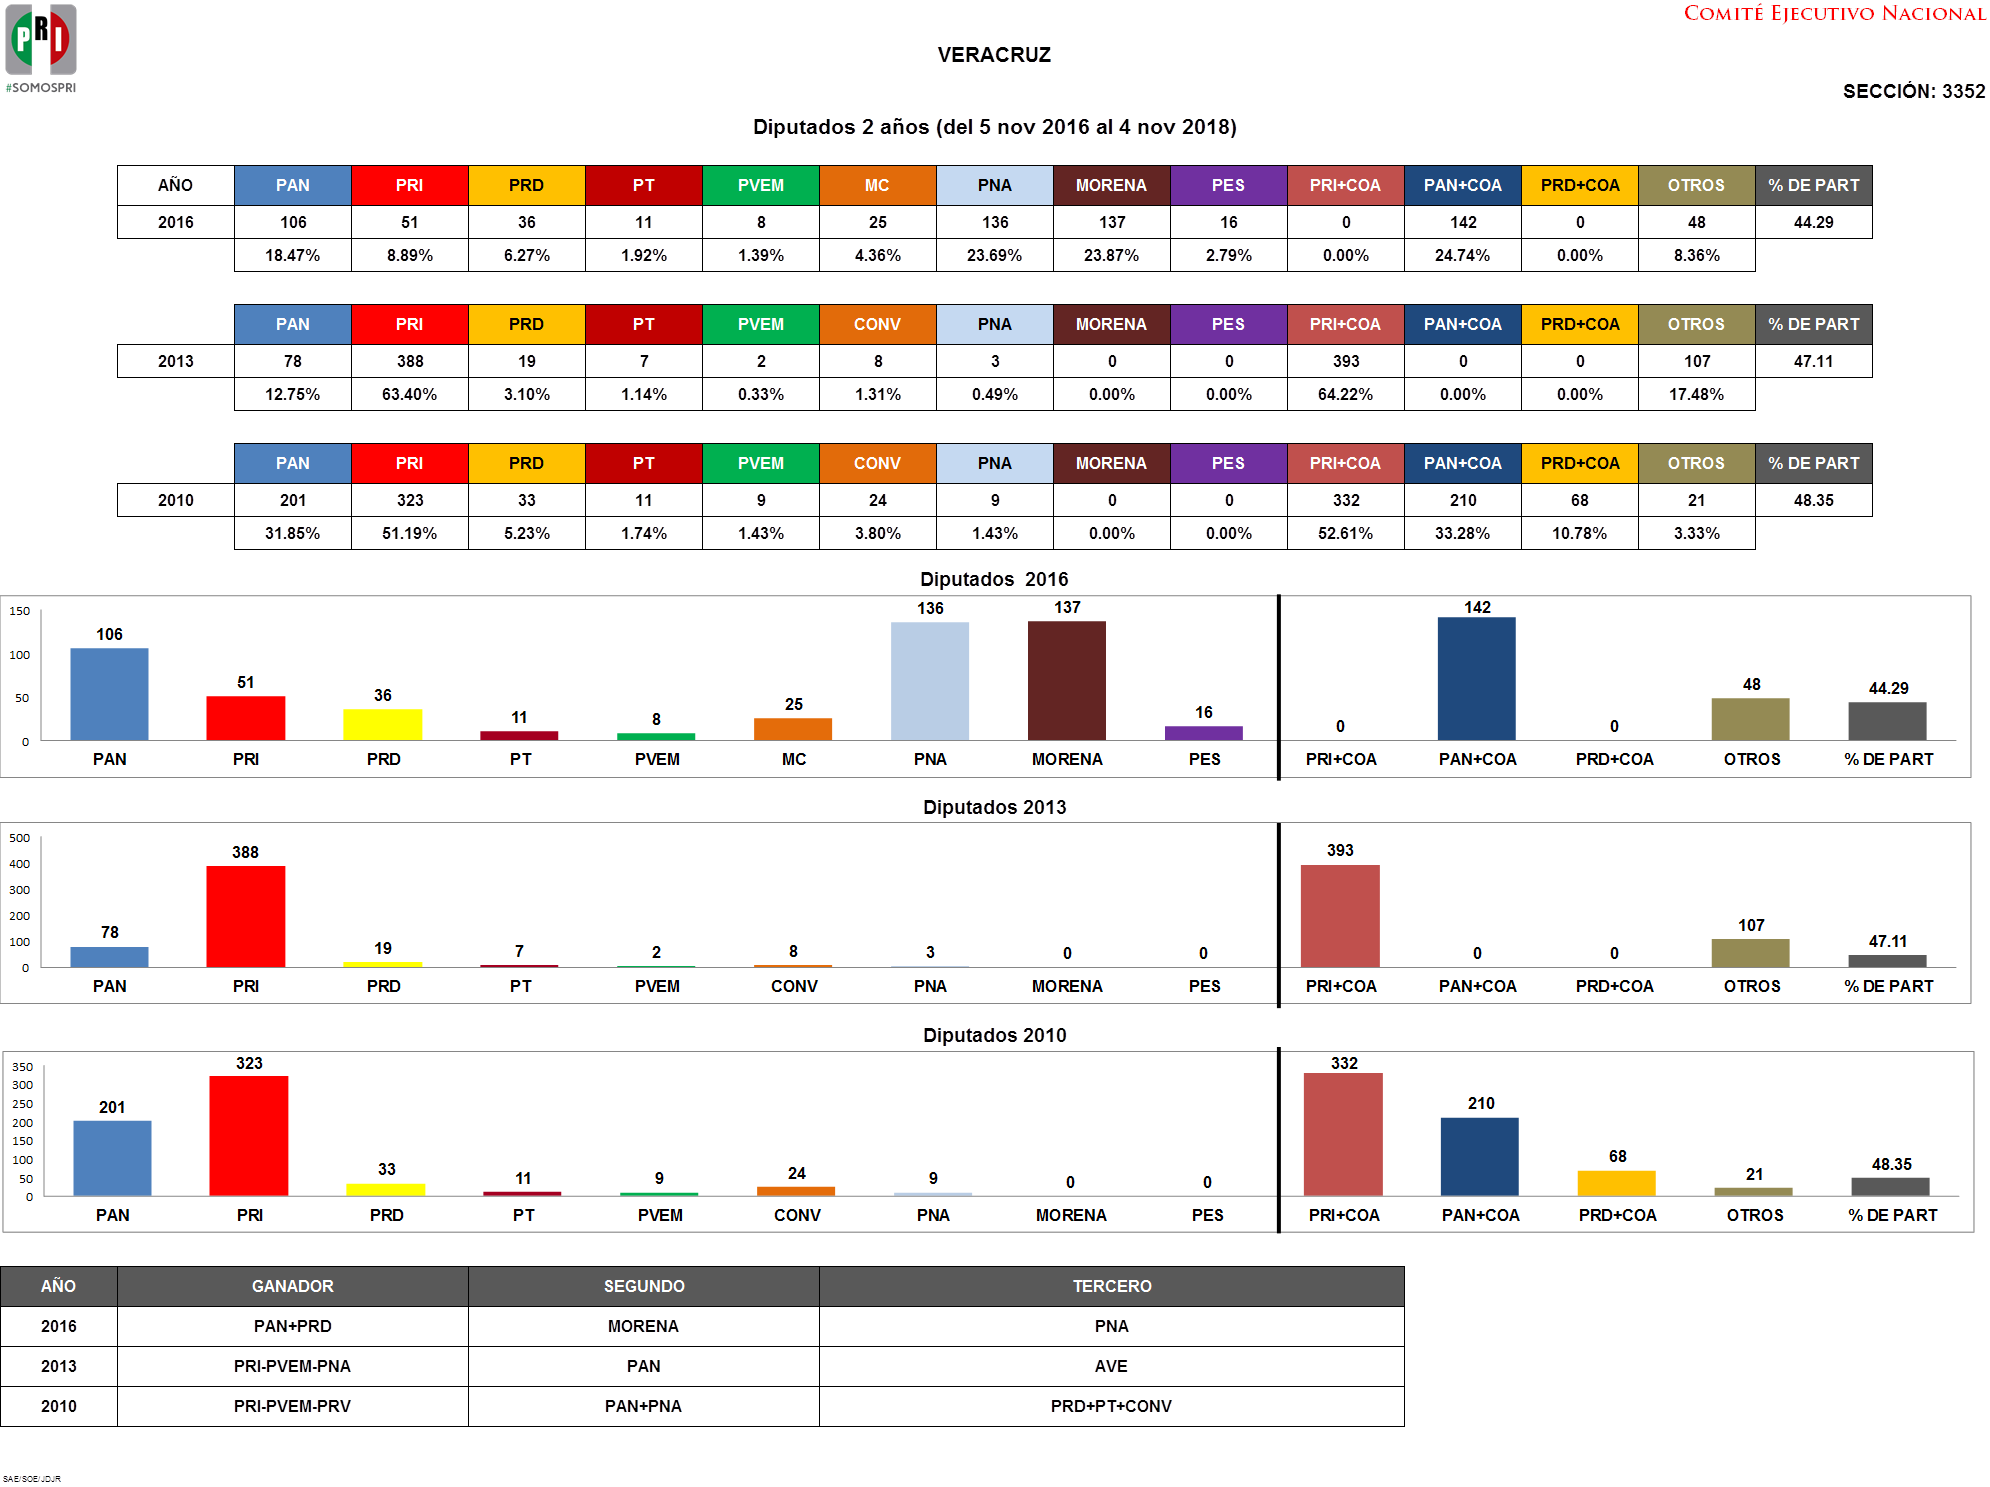 PRI
#SOMOSPRI
COMITÉ EJECUTIVO NACIONAL
VERACRUZ
SECCIÓN: 3352
Diputados 2 años (del 5 nov 2016 al 4 nov 2018)
AÑO PAN PRI PRD PT PVEM MC PNA MORENA PES PRI+COA PAN+COA PRD+COA OTROS % DE PART
2016 106 51 36 11 8 25 136 137 16 0 142 0 48 44.29
18.47% 8.89% 6.27% 1.92% 1.39% 4.36% 23.69% 23.87% 2.79% 0.00% 24.74% 0.00% 8.36%
PAN PRI PRD PT PVEM CONV PNA MORENA PES PRI+COA PAN+COA PRD+COA OTROS % DE PART
2013 78 388 19 7 2 8 3 0 0 393 0 0 107 47.11
12.75% 63.40% 3.10% 1.14% 0.33% 1.31% 0.49% 0.00% 0.00% 64.22% 0.00% 0.00% 17.48%
PAN PRI PRD PT PVEM CONV PNA MORENA PES PRI+COA PAN+COA PRD+COA OTROS % DE PART
2010 201 323 33 11 9 24 9 0 0 332 210 68 21 48.35
31.85% 51.19% 5.23% 1.74% 1.43% 3.80% 1.43% 0.00% 0.00% 52.61% 33.28% 10.78% 3.33%
Diputados 2016
150
100
50
0
106 51 36 11 8 25 136 137 16 0 142 0 48 44.29
PAN PRI PRD PT PVEM MC PNA MORENA PES PRI+COA PAN+COA PRD+COA OTROS % DE PART
Diputados 2013
500
400
300
200
100
0
78 388 19 7 2 8 3 0 0 393 0 0 107 47.11
PAN PRI PRD PT PVEM CONV PNA MORENA PES PRI+COA PAN+COA PRD+COA OTROS % DE PART
Diputados 2010
350
300
250
200
150
100
50
0
201 323 33 11 9 24 9 0 0 332 210 68 21 48.35
PAN PRI PRD PT PVEM CONV PNA MORENA PES PRI+COA PAN+COA PRD+COA OTROS % DE PART
AÑO GANADOR SEGUNDO TERCERO
2016 PAN+PRD MORENA PNA
2013 PRI-PVEM-PNA PAN AVE
2010 PRI-PVEM-PRV PAN+PNA PRD+PT+CONV
SAE/SOE/JDJR